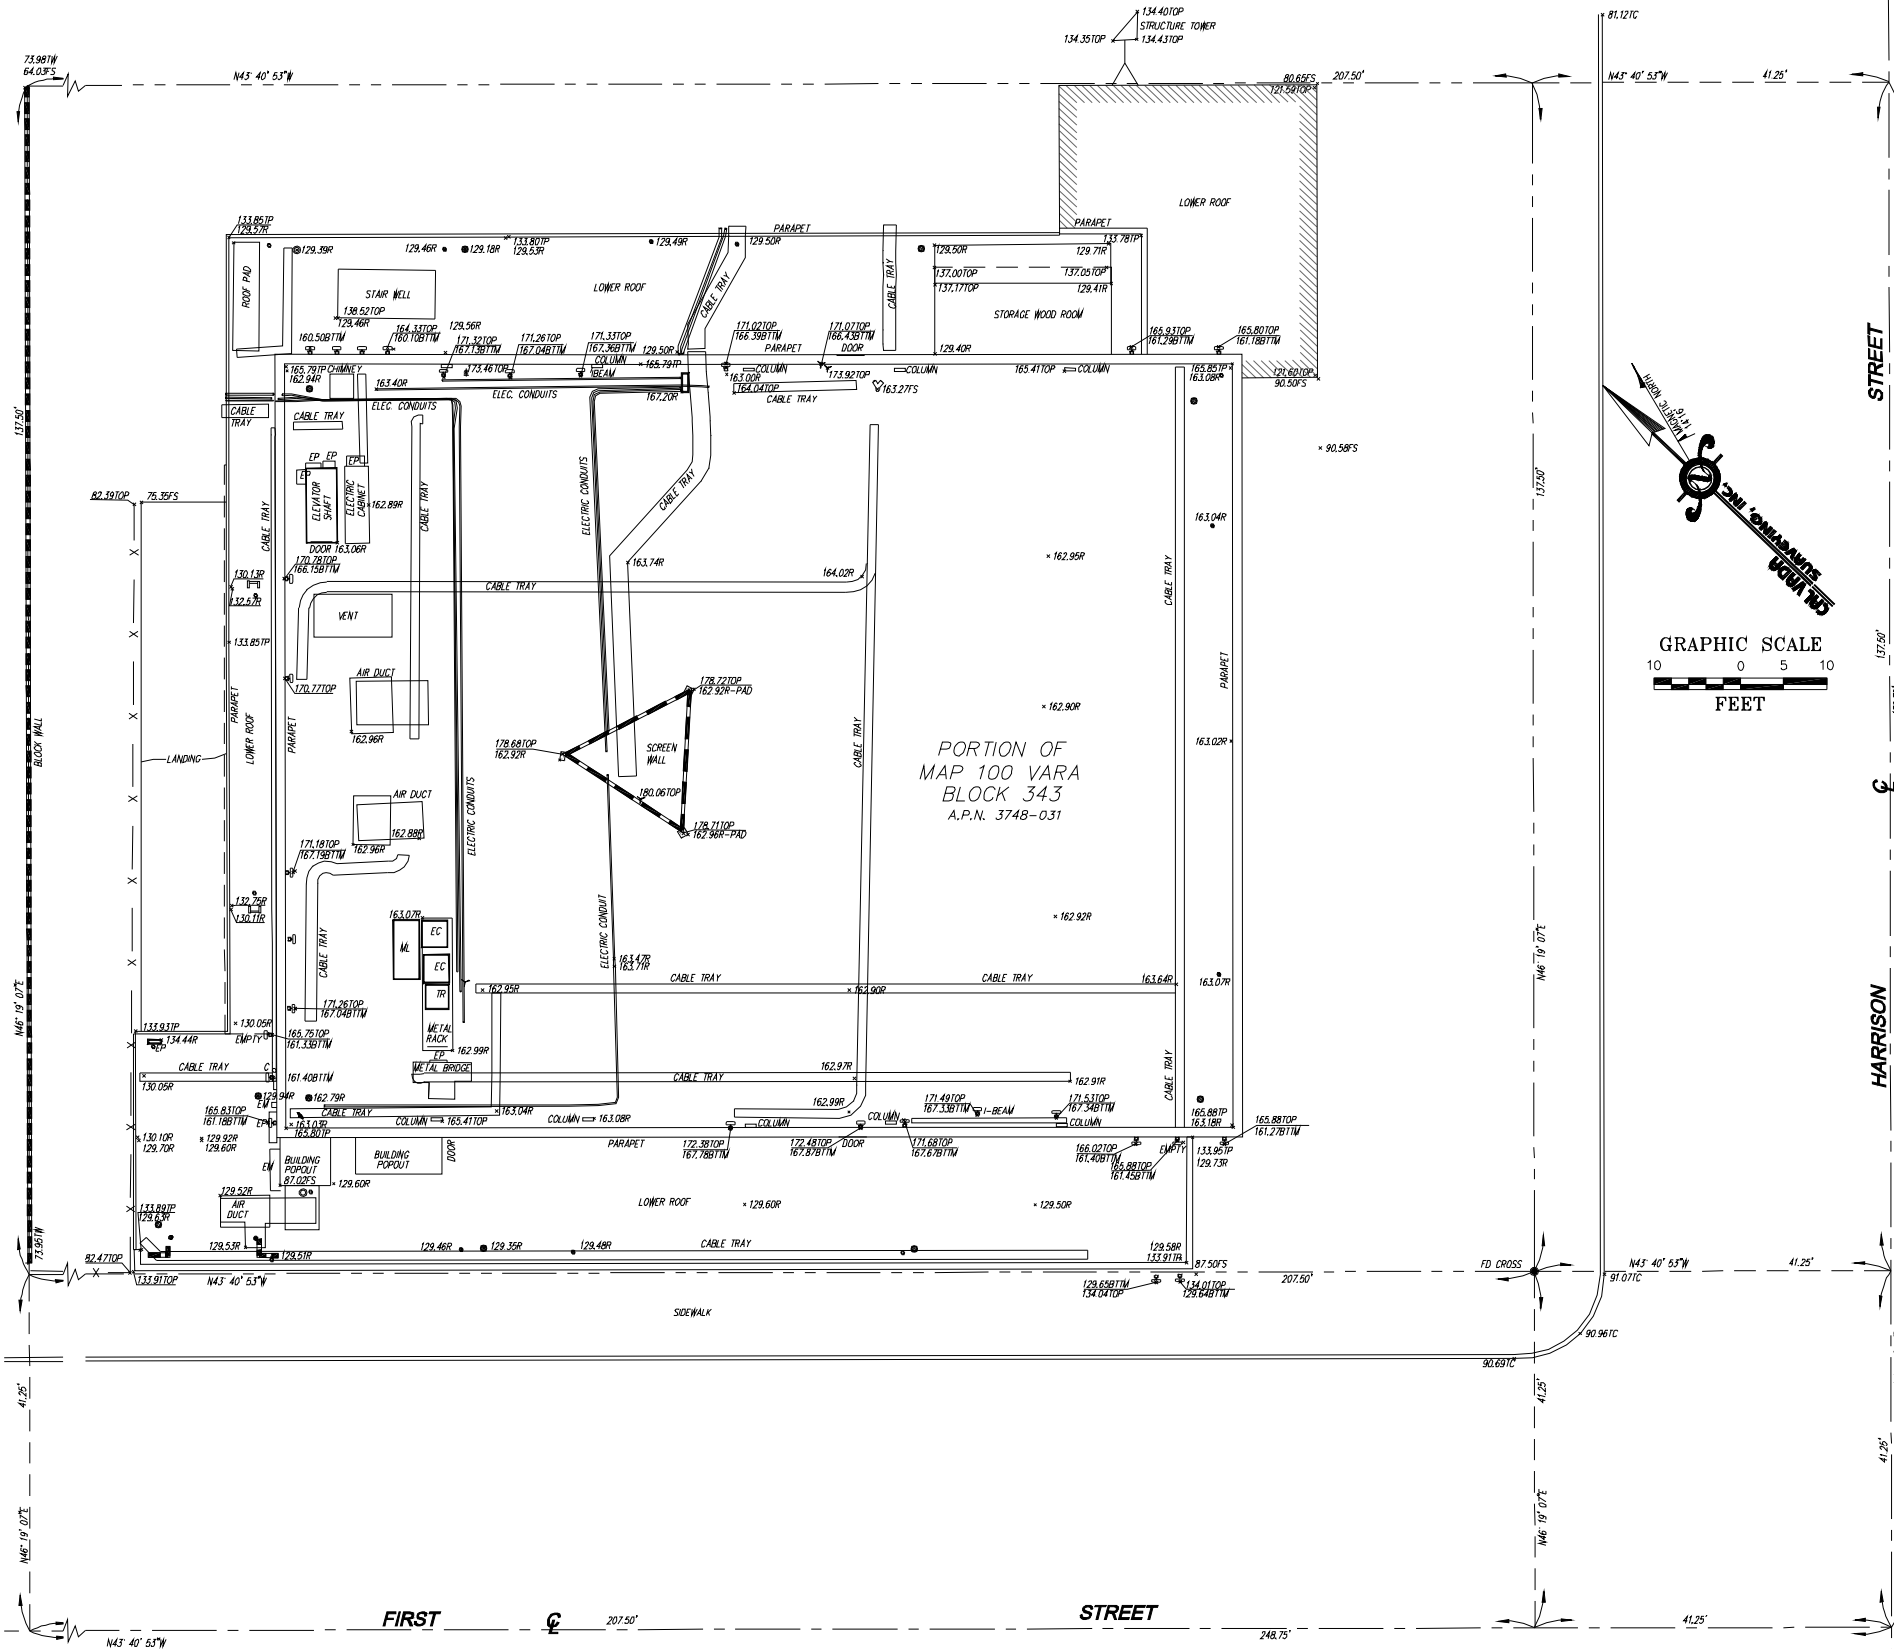 134.40TOP
STRUCTURE TOWER
134.35TOP
134.43TOP
81.12TC
73.98TW
64.03FS
N43° 40' 53"W
80.65FS
207.50'
121.59TOP
N43° 40' 53"W
41.25'
LOWER ROOF
133.85TP
129.57R
PARAPET
PARAPET
129.39R
129.46R
129.18R
133.80TP
129.53R
129.49R
129.50R
129.50R
133.78TP
129.71R
ROOF PAD
STAIR WELL
LOWER ROOF
CABLE TRAY
CABLE TRAY
137.00TOP
137.05TOP
137.17TOP
129.41R
138.52TOP
129.46R
STORAGE WOOD ROOM
160.50BTTM
164.33TOP
160.10BTTM
129.56R
171.32TOP
167.13BTTM
171.26TOP
167.04BTTM
171.33TOP
167.36BTTM
129.50R
171.02TOP
166.39BTTM
171.07TOP
166.43BTTM
PARAPET
DOOR
129.40R
165.93TOP
161.29BTTM
165.80TOP
161.18BTTM
165.79TP
CHIMNEY
162.94R
163.40R
173.46TOP
COLUMN
I-BEAM
165.79TP
COLUMN
163.00R
164.04TOP
173.92TOP
COLUMN
163.27FS
165.41TOP
COLUMN
165.85TP
163.08R
121.60TOP
90.50FS
ELEC. CONDUITS
ELEC. CONDUITS
167.20R
CABLE TRAY
CABLE
TRAY
CABLE TRAY
90.58FS
STREET
MAGNETIC NORTH
14°16'
CALVADA
SURVEYING, INC.
137.50'
137.50'
EP
EP
EP
EP
ELEVATOR
SHAFT
ELECTRIC
CABINET
162.89R
CABLE TRAY
ELECTRIC CONDUITS
CABLE TRAY
82.39TOP
75.35FS
CABLE TRAY
DOOR
163.06R
163.04R
130.13R
132.57R
170.78TOP
166.15BTTM
CABLE TRAY
163.74R
164.02R
162.95R
CABLE TRAY
VENT
133.85TP
GRAPHIC SCALE
10 0 5 10
FEET
137.50'
AIR DUCT
170.77TOP
178.72TOP
162.92R-PAD
PARAPET
PARAPET
LOWER ROOF
PARAPET
162.96R
162.90R
BLOCK WALL
LANDING
178.68TOP
162.92R
SCREEN
WALL
CABLE TRAY
163.02R
PORTION OF
MAP 100 VARA
BLOCK 343
A.P.N. 3748-031
AIR DUCT
180.06TOP
ELECTRIC CONDUITS
162.88R
162.96R
178.71TOP
162.96R-PAD
171.18TOP
167.19BTTM
132.75R
130.11R
163.07R
ML
EC
EC
TR
162.92R
ELECTRIC CONDUIT
CABLE TRAY
163.47R
163.71R
CABLE TRAY
CABLE TRAY
163.64R
163.07R
162.95R
162.90R
N46° 19' 07"E
N46° 19' 07"E
HARRISON
171.26TOP
167.04BTTM
130.05R
133.93TP
134.44R
EP
EMPTY
165.75TOP
161.33BTTM
METAL
RACK
162.99R
EP
METAL BRIDGE
CABLE TRAY
C
130.05R
161.40BTTM
162.97R
CABLE TRAY
162.91R
CABLE TRAY
129.94R
EM
162.79R
165.83TOP
161.18BTTM
EP
CABLE TRAY
163.04R
162.99R
171.49TOP
167.33BTTM
I-BEAM
171.53TOP
167.34BTTM
163.03R
165.80TP
COLUMN
165.41TOP
COLUMN
163.08R
COLUMN
COLUMN
COLUMN
165.88TP
163.18R
165.88TOP
161.27BTTM
130.10R
129.70R
129.92R
129.60R
DOOR
PARAPET
172.38TOP
167.78BTTM
172.48TOP
167.87BTTM
DOOR
171.68TOP
167.67BTTM
166.02TOP
161.40BTTM
EMPTY
165.88TOP
161.45BTTM
133.95TP
129.73R
EM
BUILDING
POPOUT
87.02FS
BUILDING
POPOUT
129.60R
129.52R
AIR
DUCT
LOWER ROOF
129.60R
129.50R
133.89TP
129.63R
129.53R
129.51R
129.46R
129.35R
129.48R
CABLE TRAY
129.58R
133.91TP
87.50FS
73.95TW
82.47TOP
133.91TOP
N43° 40' 53"W
129.65BTTM
134.04TOP
134.01TOP
129.64BTTM
207.50'
FD CROSS
N43° 40' 53"W
41.25'
91.07TC
SIDEWALK
90.96TC
90.69TC
41.25'
41.25'
41.25'
N46° 19' 07"E
N46° 19' 07"E
FIRST
207.50'
STREET
41.25'
248.75'
N43° 40' 53"W